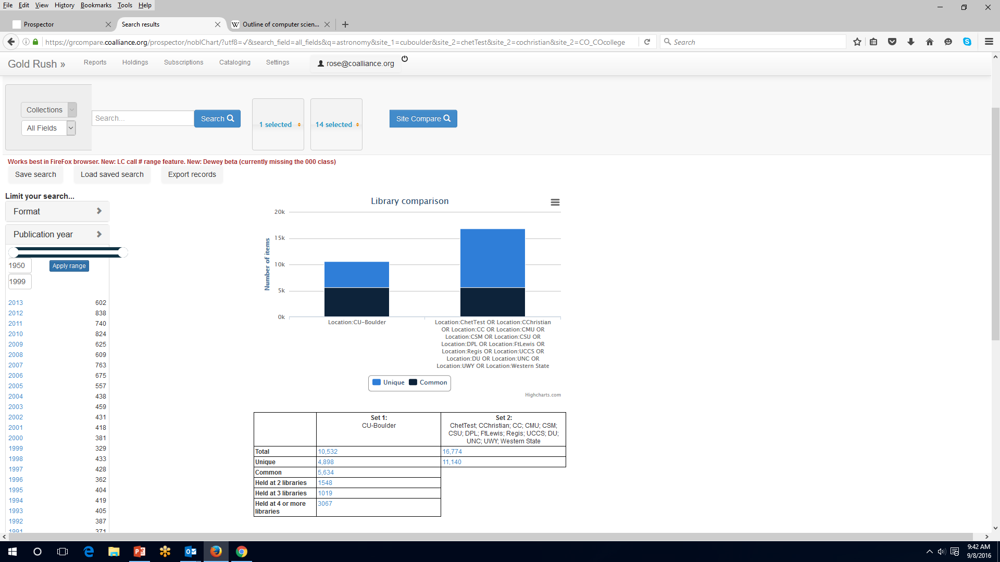 File Edit View History Bookmarks Tools Help
Prospector
Search results
Outline of computer scien...
https://grcompare.coalliance.org/prospector/noblChart/?utf8=✓&search_field=all_fields&q=astronomy&site_1=cuboulder&site_2=chetTest&site_2=cochristian&site_2=CO_COcollege
Search
Gold Rush »
Reports Holdings Subscriptions Cataloging Settings
rose@coalliance.org
Collections
All Fields
Search...
Search
1 selected
14 selected
Site Compare
Works best in FireFox browser. New: LC call # range feature. New: Dewey beta (currently missing the 000 class)
Save search Load saved search Export records
Limit your search...
Format
Publication year
1950
Apply range
1999
2013 602
2012 838
2011 740
2010 824
2009 625
2008 609
2007 763
2006 675
2005 557
2004 438
2003 459
2002 431
2001 418
2000 381
1999 329
1998 433
1997 428
1996 362
1995 404
1994 419
1993 405
1992 387
1991 371
Library comparison
Number of items
20k
15k
10k
5k
0k
Location:CU-Boulder
Location:ChetTest OR Location:CChristian
OR Location:CC OR Location:CMU OR
Location:CSM OR Location:CSU OR
Location:DPL OR Location:FtLewis OR
Location:Regis OR Location:UCCS OR
Location:DU OR Location:UNC OR
Location:UWY OR Location:Western State
Unique Common
Highcharts.com
Set 1:
CU-Boulder
Set 2:
ChetTest; CChristian; CC; CMU; CSM;
CSU; DPL; FtLewis; Regis; UCCS; DU;
UNC; UWY; Western State
Total 10,532 16,774
Unique 4,898 11,140
Common 5,634
Held at 2 libraries 1548
Held at 3 libraries 1019
Held at 4 or more
libraries 3067
9:42 AM
9/8/2016